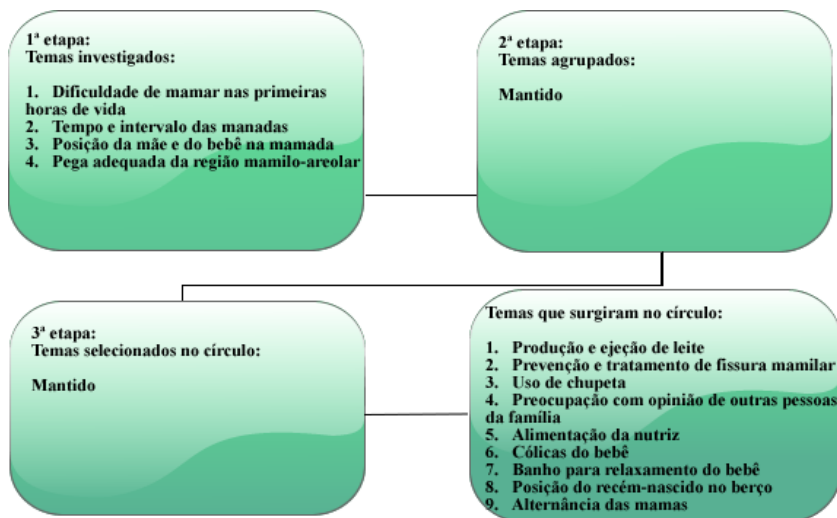 1ª etapa:
Temas investigados:
1. Dificuldade de mamar nas primeiras
horas de vida
2. Tempo e intervalo das manadas
3. Posição da mãe e do bebê na mamada
4. Pega adequada da região mamilo-areolar
2ª etapa:
Temas agrupados:
Mantido
3ª etapa:
Temas selecionados no círculo:
Mantido
Temas que surgiram no círculo:
1. Produção e ejeção de leite
2. Prevenção e tratamento de fissura mamilar
3. Uso de chupeta
4. Preocupação com opinião de outras pessoas
da família
5. Alimentação da nutriz
6. Cólicas do bebê
7. Banho para relaxamento do bebê
8. Posição do recém-nascido no berço
9. Alternância das mamas